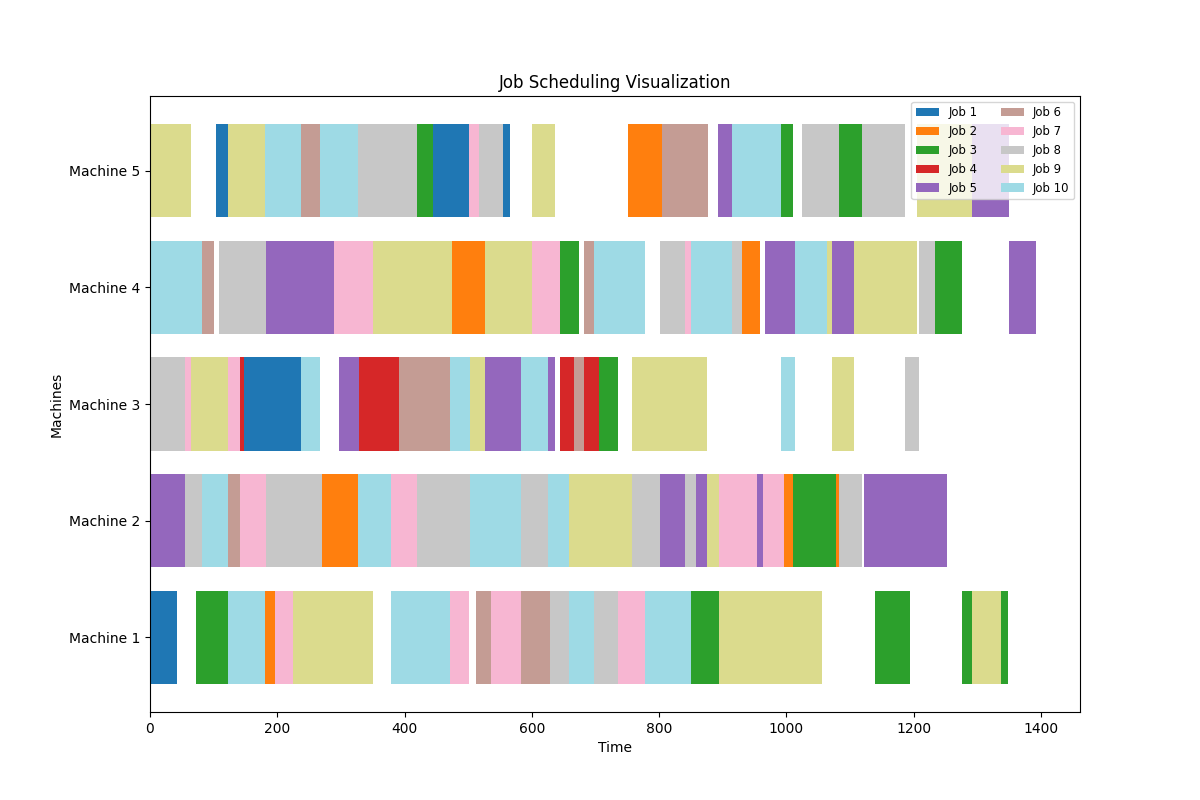 Job Scheduling Visualization
Job 1
Job 2
Job 3
Job 4
Job 5
Job 6
Job 7
Job 8
Job 9
Job 10
Machines
Machine 5
Machine 4
Machine 3
Machine 2
Machine 1
0 200 400 600 800 1000 1200 1400
Time